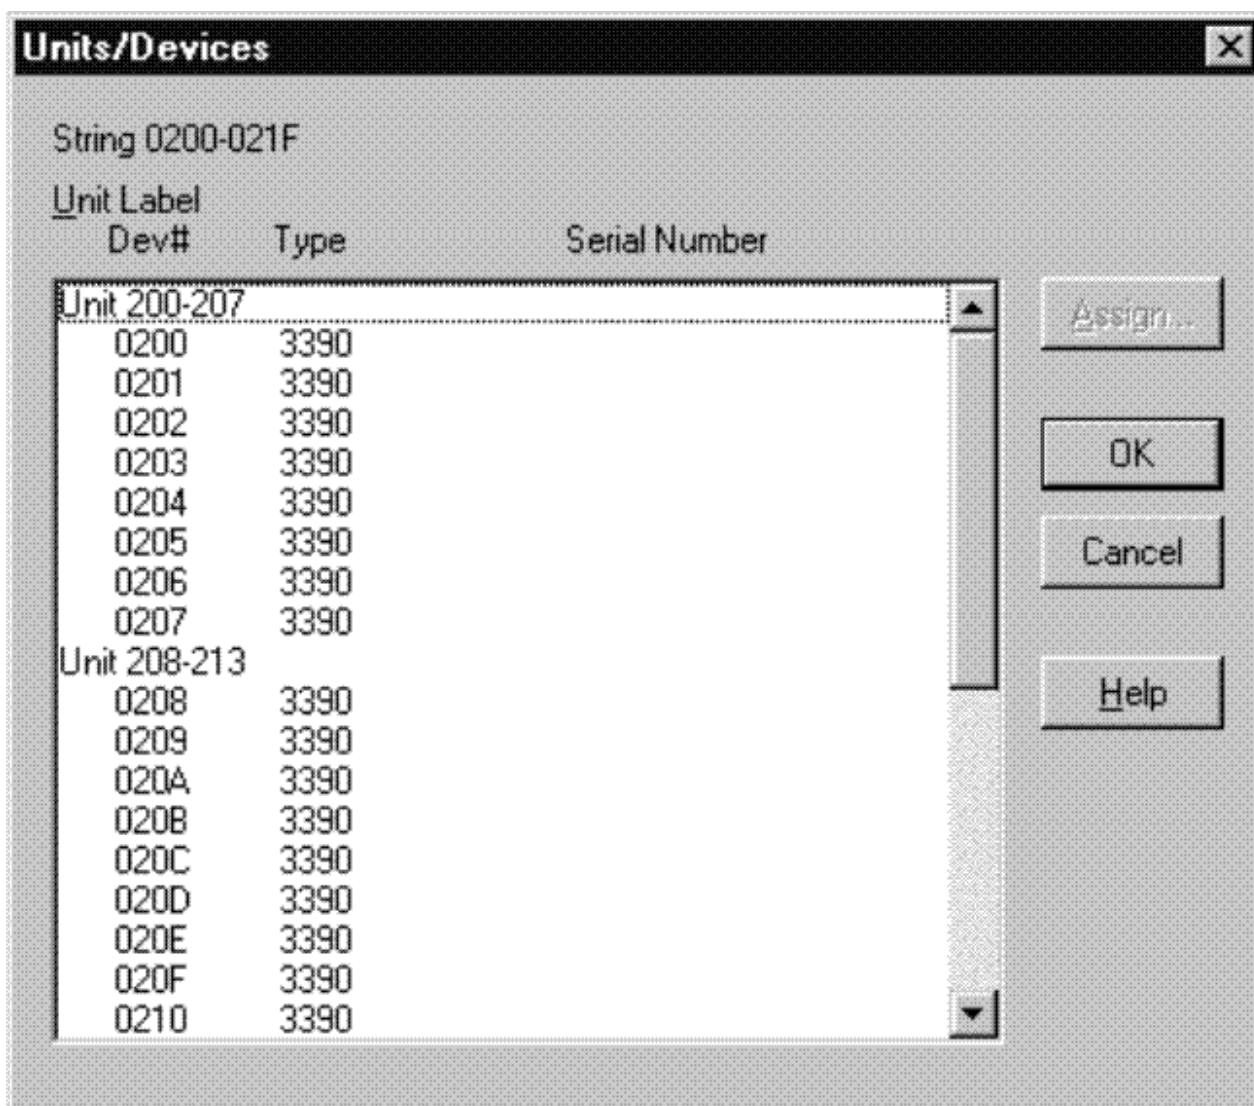 Units/Devices
String 0200-021F
Unit Label
Dev# Type Serial Number
Unit 200-207
0200 3390
0201 3390
0202 3390
0203 3390
0204 3390
0205 3390
0206 3390
0207 3390
Unit 208-213
0208 3390
0209 3390
020A 3390
020B 3390
020C 3390
020D 3390
020E 3390
020F 3390
0210 3390
Assign...
OK
Cancel
Help